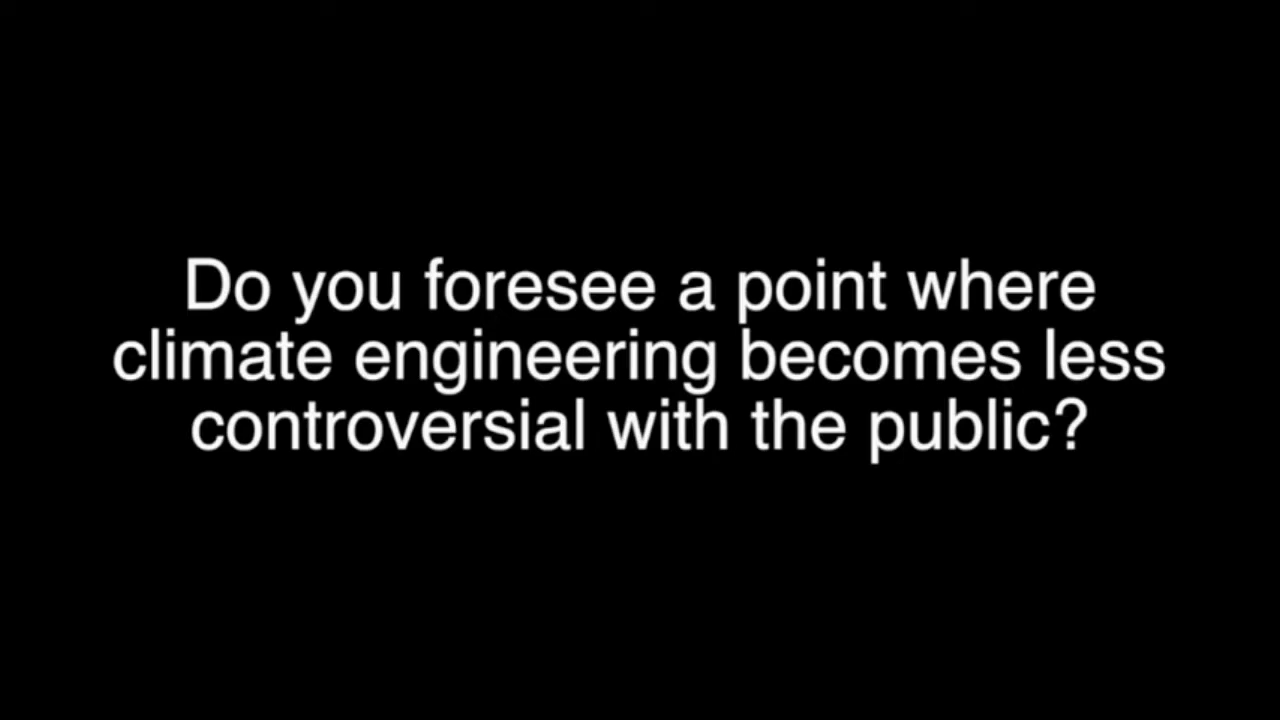 Do you foresee a point where
climate engineering becomes less
controversial with the public?